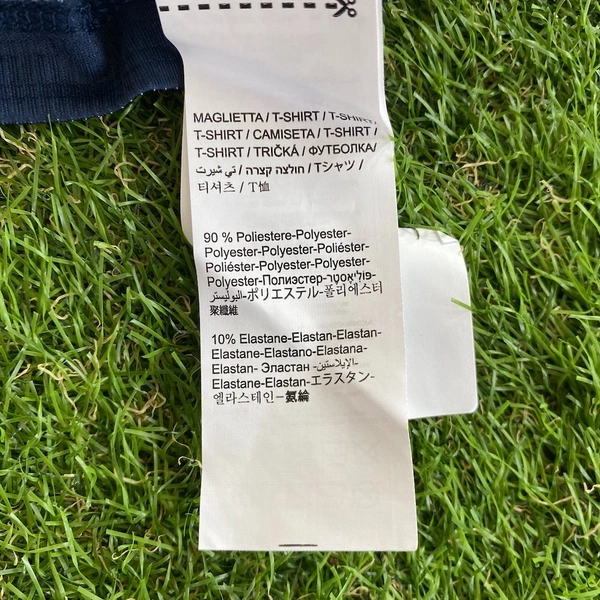 MAGLIETTA / T-SHIRT / T-SHIRT /
T-SHIRT / CAMISETA / T-SHIRT /
T-SHIRT / TRIČKÁ / ФУТБОЛКА/
تي شيرت / חולצה קצרה / Tシャツ /
티셔츠 / T恤
90 % Poliestere-Polyester-
Polyester-Polyester-Poliéster-
Poliéster-Polyester-Polyester-
Polyester-Полиэстер-פוליאסטר-
البوليستر-ポリエステル-폴리에스터
聚纖維
10% Elastane-Elastan-Elastan-
Elastane-Elastano-Elastana-
Elastan- Эластан -الإيلاستين-
Elastane-Elastan-エラスタン-
엘라스테인-氨綸